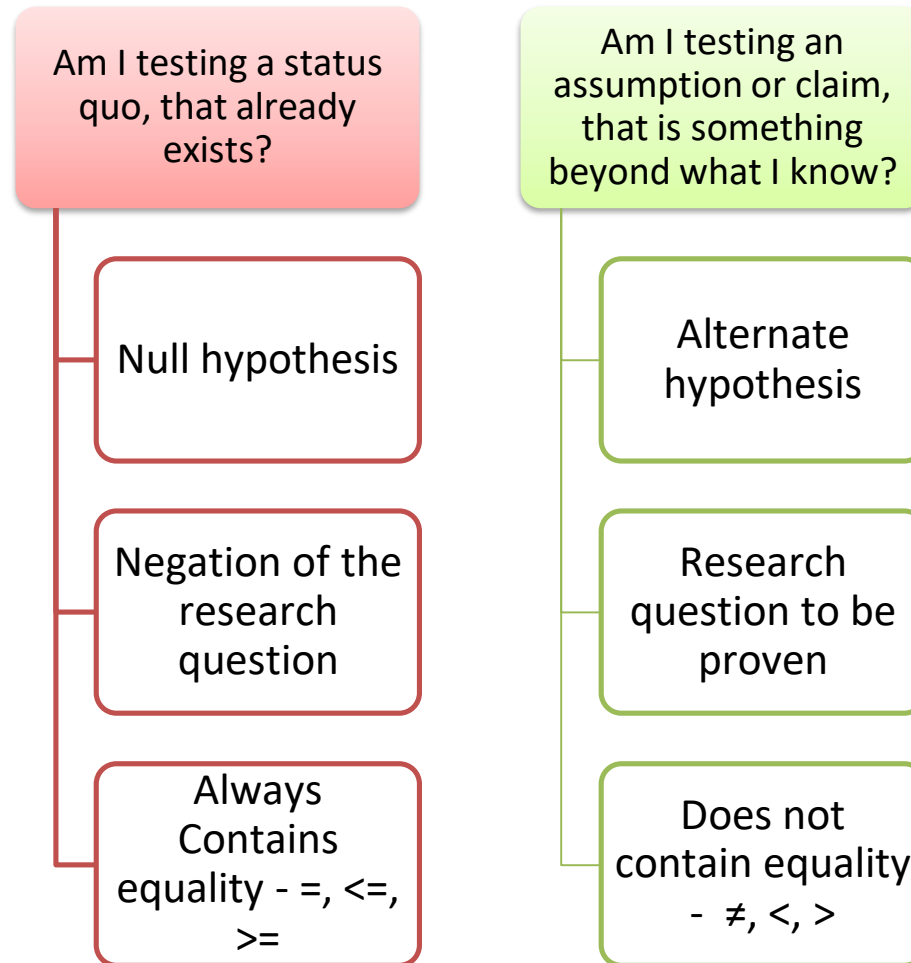 Am I testing a status
quo, that already
exists?
Null hypothesis
Negation of the
research
question
Always
Contains
equality - =, <=,
>=
Am I testing an
assumption or claim,
that is something
beyond what I know?
Alternate
hypothesis
Research
question to be
proven
Does not
contain equality
- ≠, <, >